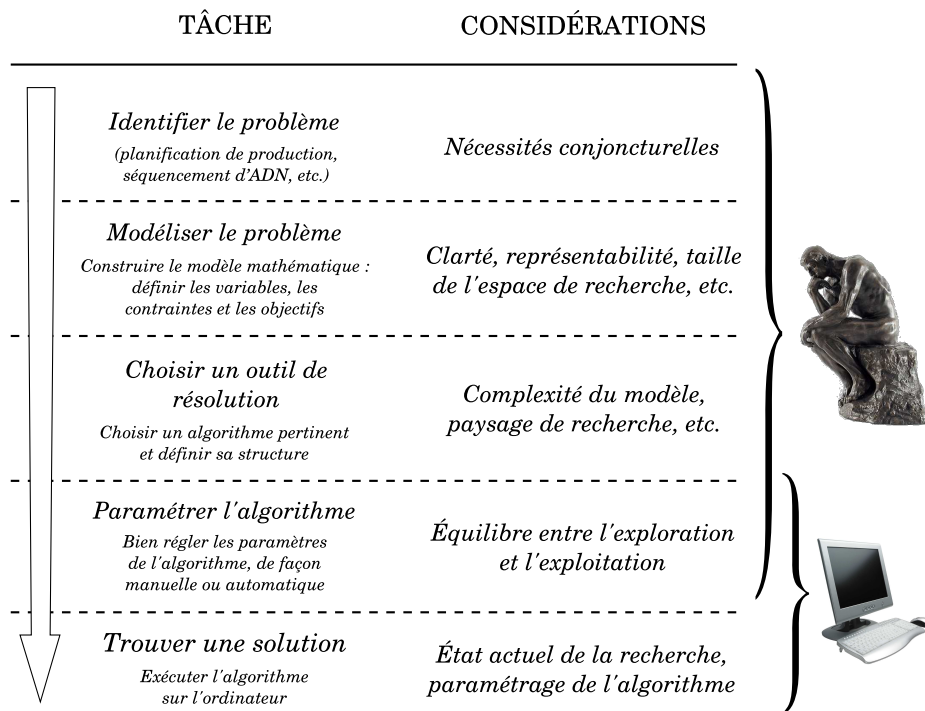 TÂCHE
CONSIDÉRATIONS
Identifier le problème
(planification de production,
séquencement d'ADN, etc.)
Nécessités conjoncturelles
Modéliser le problème
Construire le modèle mathématique :
définir les variables, les
contraintes et les objectifs
Clarté, représentabilité, taille
de l'espace de recherche, etc.
Choisir un outil de
résolution
Choisir un algorithme pertinent
et définir sa structure
Complexité du modèle,
paysage de recherche, etc.
Paramétrer l'algorithme
Bien régler les paramètres
de l'algorithme, de façon
manuelle ou automatique
Équilibre entre l'exploration
et l'exploitation
Trouver une solution
Exécuter l'algorithme
sur l'ordinateur
État actuel de la recherche,
paramétrage de l'algorithme